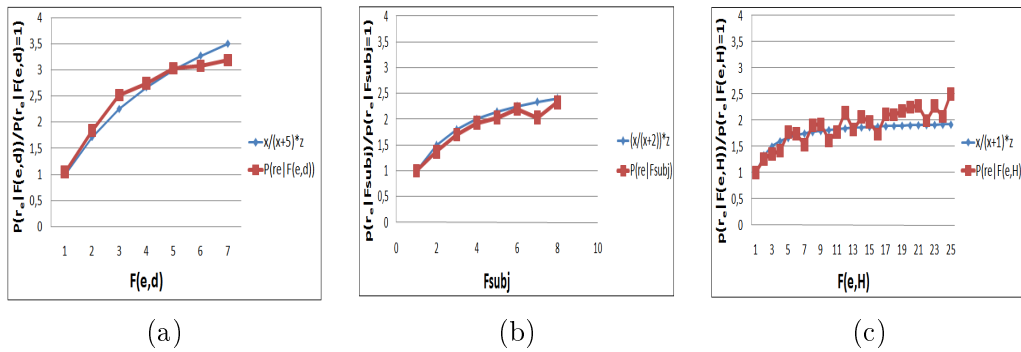 P(re|F(e,d))/P(re|F(e,d)=1)
4
3,5
3
2,5
2
1,5
1
0,5
0
1 2 3 4 5 6 7
F(e,d)
x/(x+5)*z
P(re|F(e,d))
(a)
p(re|Fsubj)/p(re|Fsubj=1)
4
3,5
3
2,5
2
1,5
1
0,5
0
0 2 4 6 8 10
Fsubj
(x/(x+2))*z
P(re|Fsubj)
(b)
p(re|F(e,H))/p(re|F(e,H)=1)
4
3,5
3
2,5
2
1,5
1
0,5
0
1 3 5 7 9 11 13 15 17 19 21 23 25
F(e,H)
x/(x+1)*z
P(re|F(e,H)
(c)